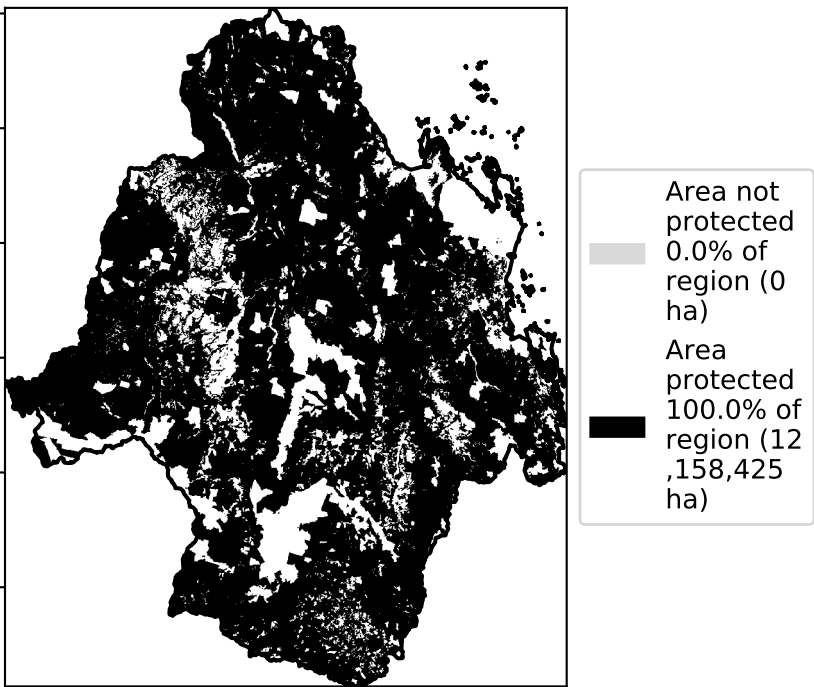 Area not
protected
0.0% of
region (0
ha)
Area
protected
100.0% of
region (12
,158,425
ha)